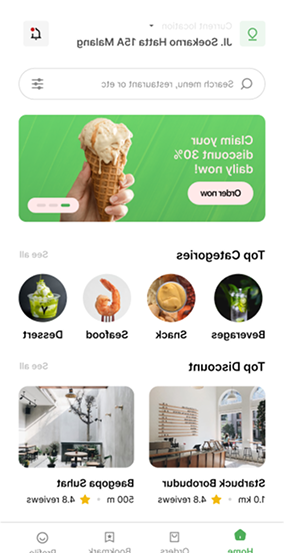 Current location
Jl. Soekarno Hatta 15A Malang
Search menu, restaurant or etc
Claim your
discount 30%
daily now!
Order now
Top Categories
See all
Beverages
Snack
Seafood
Dessert
Top Discount
See all
Starbuck Borobudur
1.0 km
4.8 reviews
Baegopa Suhat
500 m
4.8 reviews
Home
Orders
Bookmark
Profile